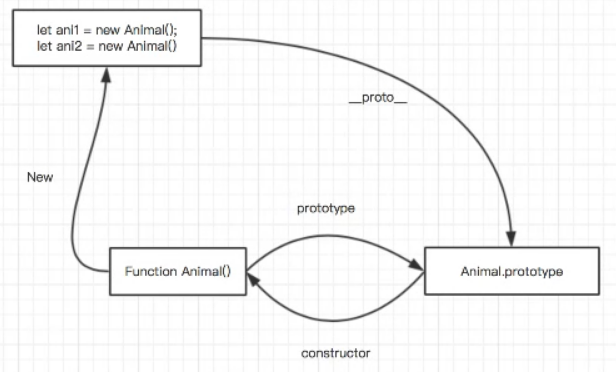 let ani1 = new Animal();
let ani2 = new Animal()
__proto__
New
prototype
Function Animal()
Animal.prototype
constructor